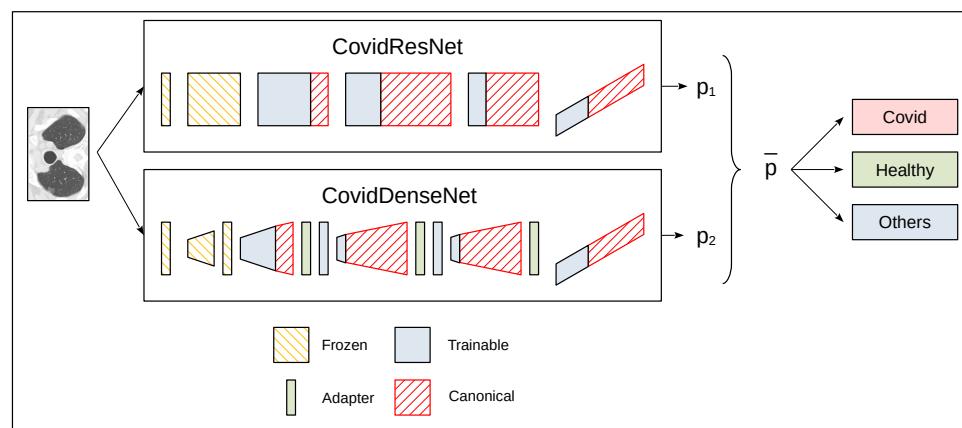 CovidResNet
p1
CovidDenseNet
p2
p̅
Covid
Healthy
Others
Frozen
Trainable
Adapter
Canonical